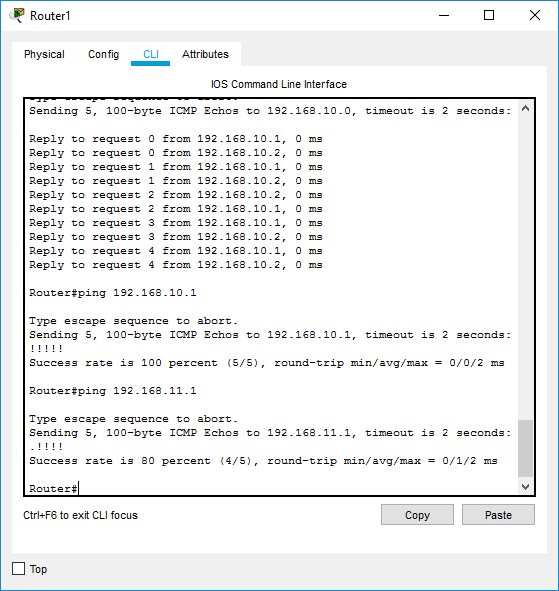 Router1
Physical Config CLI Attributes
IOS Command Line Interface
Sending 5, 100-byte ICMP Echos to 192.168.10.0, timeout is 2 seconds:
Reply to request 0 from 192.168.10.1, 0 ms
Reply to request 0 from 192.168.10.2, 0 ms
Reply to request 1 from 192.168.10.1, 0 ms
Reply to request 1 from 192.168.10.2, 0 ms
Reply to request 2 from 192.168.10.2, 0 ms
Reply to request 2 from 192.168.10.1, 0 ms
Reply to request 3 from 192.168.10.1, 0 ms
Reply to request 3 from 192.168.10.2, 0 ms
Reply to request 4 from 192.168.10.1, 0 ms
Reply to request 4 from 192.168.10.2, 0 ms
Router#ping 192.168.10.1
Type escape sequence to abort.
Sending 5, 100-byte ICMP Echos to 192.168.10.1, timeout is 2 seconds:
!!!!!
Success rate is 100 percent (5/5), round-trip min/avg/max = 0/0/2 ms
Router#ping 192.168.11.1
Type escape sequence to abort.
Sending 5, 100-byte ICMP Echos to 192.168.11.1, timeout is 2 seconds:
.!!!!
Success rate is 80 percent (4/5), round-trip min/avg/max = 0/1/2 ms
Router#
Ctrl+F6 to exit CLI focus
Copy Paste
Top